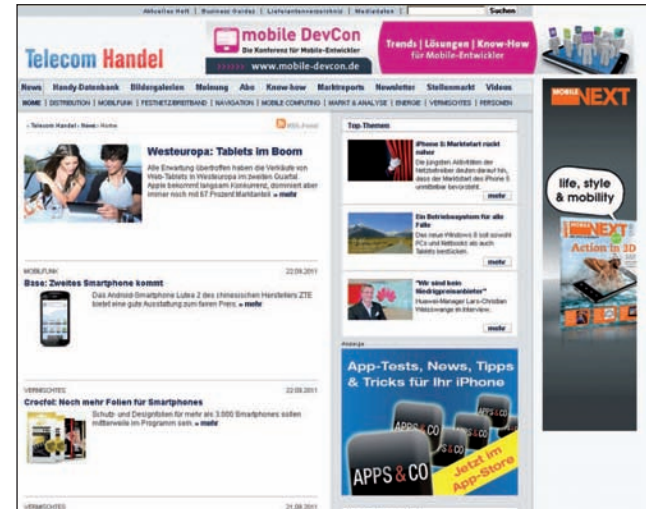 Aktuelles Heft | Business Guides | Lieferantenverzeichnis | Mediadaten | Suchen
Telecom Handel
mobile DevCon
Die Konferenz für Mobile-Entwickler
www.mobile-devcon.de
Trends | Lösungen | Know-How
für Mobile-Entwickler
News Handy-Datenbank Bildergalerien Meinung Abo Know-how Marktreports Newsletter Stellenmarkt Videos
HOME | DISTRIBUTION | MOBILFUNK | FESTNETZ/BREITBAND | NAVIGATION | MOBILE COMPUTING | MARKT & ANALYSE | ENERGIE | VERMISCHTES | PERSONEN
› Telecom Handel › News › Home
RSS-Feed
Westeuropa: Tablets im Boom
Alle Erwartung übertroffen haben die Verkäufe von
Web-Tablets in Westeuropa im zweiten Quartal.
Apple bekommt langsam Konkurrenz, dominiert aber
immer noch mit 67 Prozent Marktanteil. » mehr
MOBILFUNK 22.09.2011
Base: Zweites Smartphone kommt
Das Android-Smartphone Lutea 2 des chinesischen Herstellers ZTE
bietet eine gute Ausstattung zum fairen Preis. » mehr
VERMISCHTES 22.09.2011
Crocfol: Noch mehr Folien für Smartphones
Schutz- und Designfolien für mehr als 3.000 Smartphones sollen
mittlerweile im Programm sein. » mehr
VERMISCHTES 21.09.2011
Top-Themen
iPhone 5: Marktstart rückt
näher
Die jüngsten Aktivitäten der
Netzbetreiber deuten darauf hin,
dass der Marktstart des iPhone 5
unmittelbar bevorsteht.
mehr
Ein Betriebssystem für alle
Fälle
Das neue Windows 8 soll sowohl
PCs und Netbooks als auch
Tablets bestücken.
mehr
"Wir sind kein
Niedrigpreisanbieter"
Huawei-Manager Lars-Christian
Weisswange im Interview.
mehr
Anzeige
App-Tests, News, Tipps
& Tricks für Ihr iPhone
APPS & CO
APPS & CO
Jetzt im
App-Store
MOBILE NEXT
life, style
& mobility
MOBILE NEXT
Action in 3D